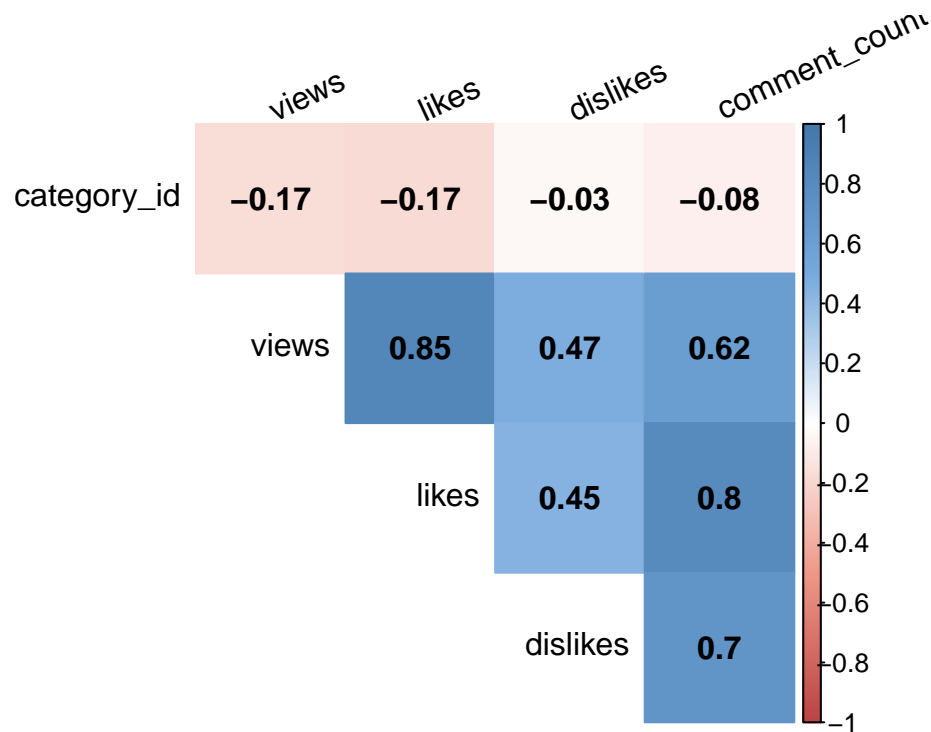 views likes dislikes comment_count
category_id −0.17 −0.17 −0.03 −0.08
views 0.85 0.47 0.62
likes 0.45 0.8
dislikes 0.7
1
0.8
0.6
0.4
0.2
0
−0.2
−0.4
−0.6
−0.8
−1